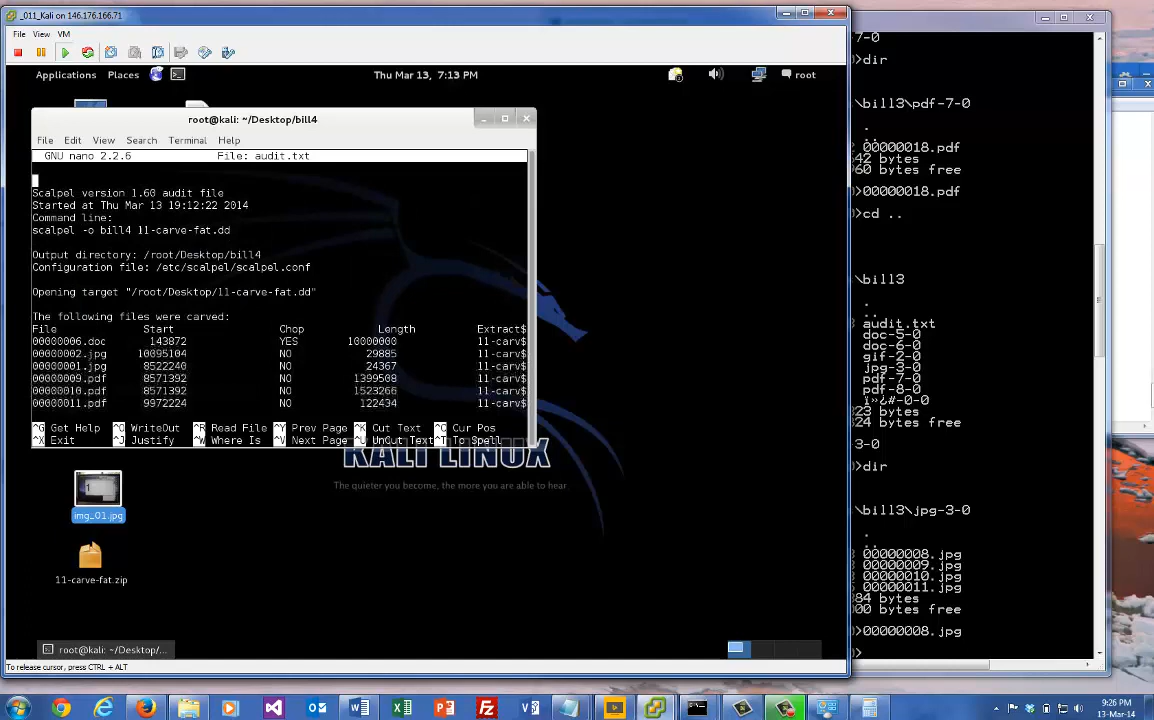 _011_Kali on 146.176.166.71
File View VM
Applications Places Thu Mar 13, 7:13 PM root
root@kali: ~/Desktop/bill4
File Edit View Search Terminal Help
GNU nano 2.2.6 File: audit.txt
Scalpel version 1.60 audit file
Started at Thu Mar 13 19:12:22 2014
Command line:
scalpel -o bill4 11-carve-fat.dd
Output directory: /root/Desktop/bill4
Configuration file: /etc/scalpel/scalpel.conf
Opening target "/root/Desktop/11-carve-fat.dd"
The following files were carved:
File Start Chop Length Extract$
00000006.doc 143872 YES 10000000 11-carv$
00000002.jpg 10095104 NO 29885 11-carv$
00000001.jpg 8522240 NO 24367 11-carv$
00000009.pdf 8571392 NO 1399508 11-carv$
00000010.pdf 8571392 NO 1523266 11-carv$
00000011.pdf 9972224 NO 122434 11-carv$
^G Get Help ^O WriteOut ^R Read File ^Y Prev Page ^K Cut Text ^C Cur Pos
^X Exit ^J Justify ^W Where Is ^V Next Page ^U UnCut Text ^T To Spell
KALI LINUX
The quieter you become, the more you are able to hear
img_01.jpg
11-carve-fat.zip
root@kali: ~/Desktop/...
To release cursor, press CTRL + ALT
7-0
>dir
\bill3\pdf-7-0
.
..
00000018.pdf
42 bytes
60 bytes free
>00000018.pdf
>cd ..
\bill3
.
..
audit.txt
doc-5-0
doc-6-0
gif-2-0
jpg-3-0
pdf-7-0
pdf-8-0
ï»¿#-0-0
23 bytes
24 bytes free
3-0
>dir
\bill3\jpg-3-0
.
..
00000008.jpg
00000009.jpg
00000010.jpg
00000011.jpg
84 bytes
00 bytes free
>00000008.jpg
>
9:26 PM
13-Mar-14